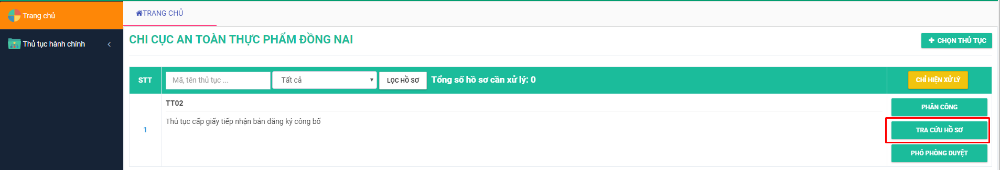 Trang chủ
Thủ tục hành chính
TRANG CHỦ
CHI CỤC AN TOÀN THỰC PHẨM ĐỒNG NAI
CHỌN THỦ TỤC
STT
Mã, tên thủ tục ...
Tất cả
LỌC HỒ SƠ
Tổng số hồ sơ cần xử lý: 0
CHỈ HIỆN XỬ LÝ
1
TT02
Thủ tục cấp giấy tiếp nhận bản đăng ký công bố
PHÂN CÔNG
TRA CỨU HỒ SƠ
PHÓ PHÒNG DUYỆT